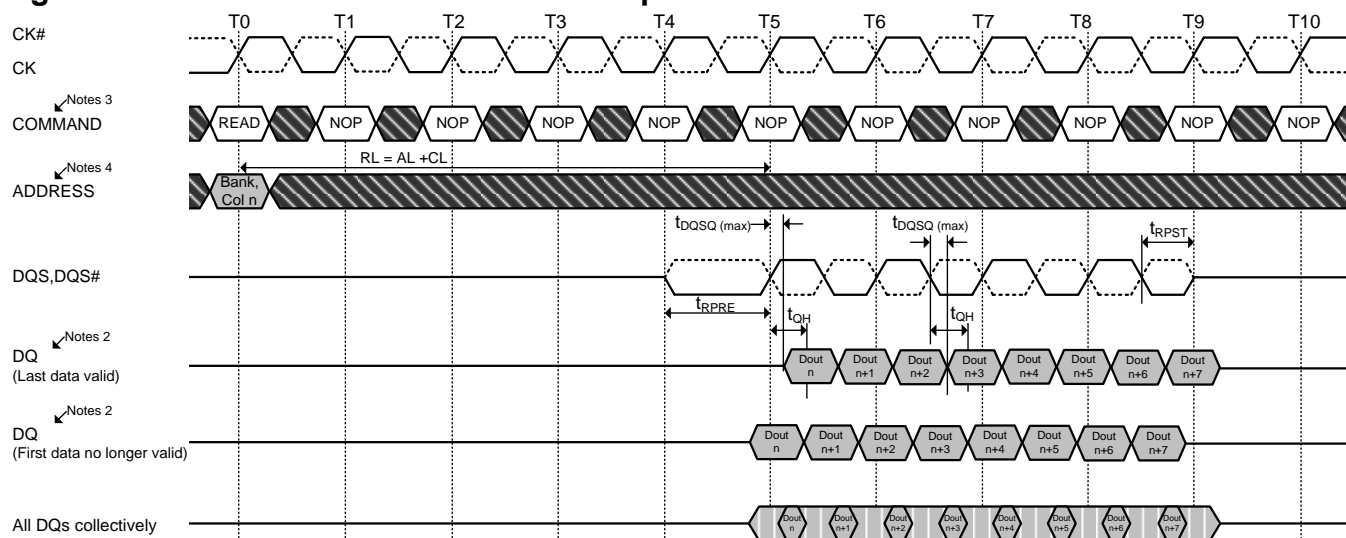 T0 T1 T2 T3 T4 T5 T6 T7 T8 T9 T10
CK#
CK
Notes 3
COMMAND
READ NOP NOP NOP NOP NOP NOP NOP NOP NOP NOP
RL = AL +CL
Notes 4
ADDRESS
Bank,
Col n
tDQSQ (max) tDQSQ (max) tRPST
DQS,DQS#
tRPRE tQH tQH
Notes 2
DQ
(Last data valid)
Dout n Dout n+1 Dout n+2 Dout n+3 Dout n+4 Dout n+5 Dout n+6 Dout n+7
Notes 2
DQ
(First data no longer valid)
Dout n Dout n+1 Dout n+2 Dout n+3 Dout n+4 Dout n+5 Dout n+6 Dout n+7
All DQs collectively
Dout n Dout n+1 Dout n+2 Dout n+3 Dout n+4 Dout n+5 Dout n+6 Dout n+7